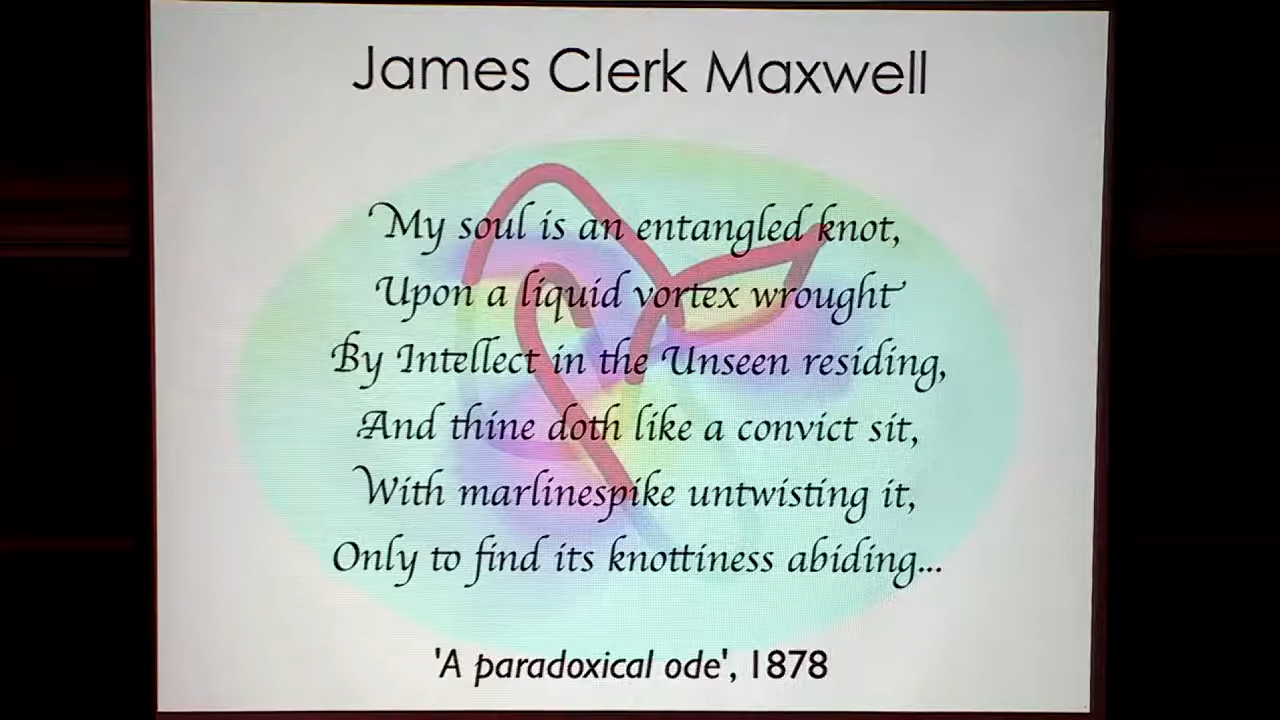 James Clerk Maxwell
My soul is an entangled knot,
Upon a liquid vortex wrought
By Intellect in the Unseen residing,
And thine doth like a convict sit,
With marlinespike untwisting it,
Only to find its knottiness abiding...
'A paradoxical ode', 1878